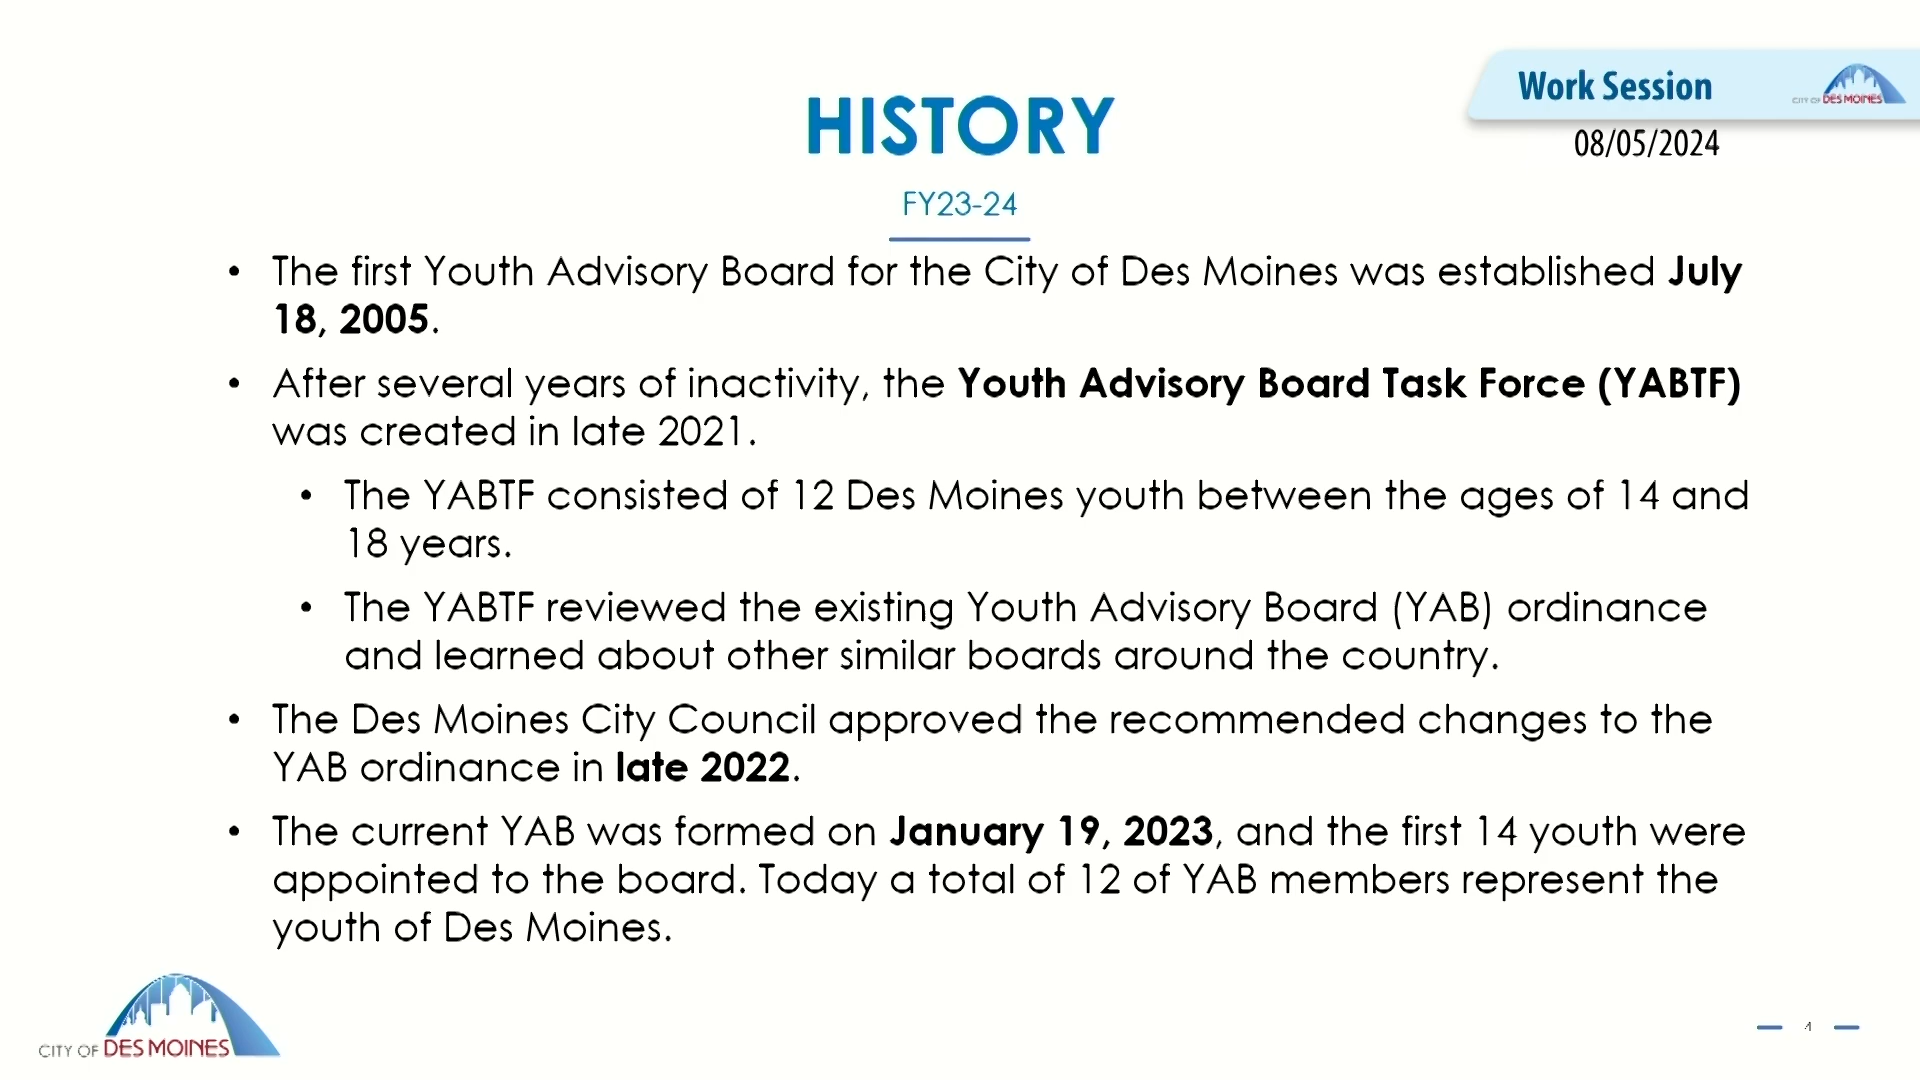 Work Session
CITY OF DES MOINES
08/05/2024
HISTORY
FY23-24
• The first Youth Advisory Board for the City of Des Moines was established July
18, 2005.
• After several years of inactivity, the Youth Advisory Board Task Force (YABTF)
was created in late 2021.
• The YABTF consisted of 12 Des Moines youth between the ages of 14 and
18 years.
• The YABTF reviewed the existing Youth Advisory Board (YAB) ordinance
and learned about other similar boards around the country.
• The Des Moines City Council approved the recommended changes to the
YAB ordinance in late 2022.
• The current YAB was formed on January 19, 2023, and the first 14 youth were
appointed to the board. Today a total of 12 of YAB members represent the
youth of Des Moines.
CITY OF DES MOINES
4